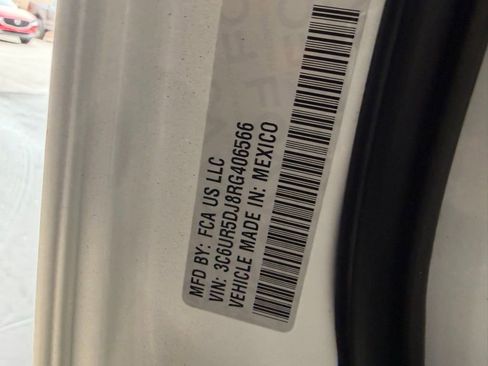 MFD BY: FCA US LLC
VIN: 3C6UR5DJ8RG406566
VEHICLE MADE IN: MEXICO